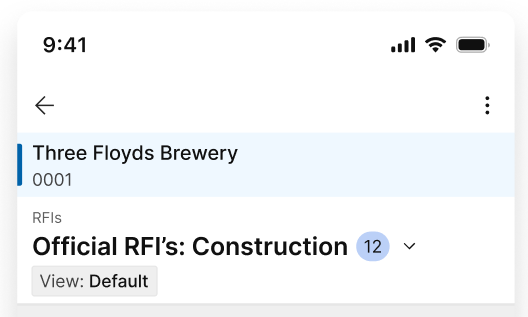 9:41
Three Floyds Brewery
0001
RFIs
Official RFI’s: Construction 12
View: Default